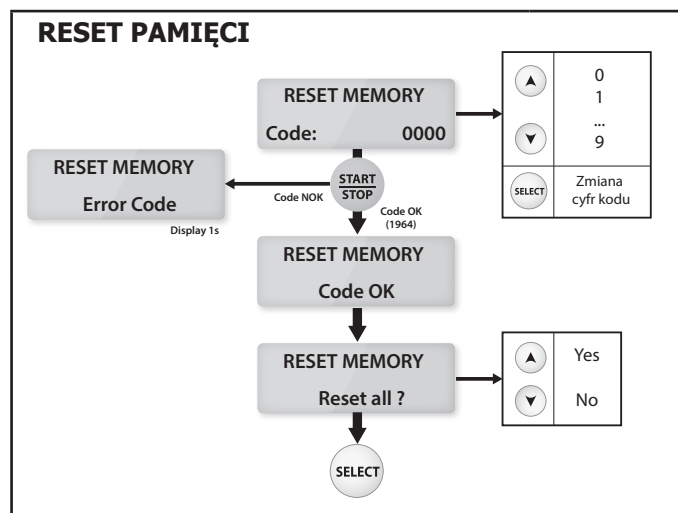 RESET PAMIĘCI
RESET MEMORY
Code: 0000
0
1
...
9
SELECT
Zmiana
cyfr kodu
START
STOP
RESET MEMORY
Error Code
Display 1s
Code NOK
Code OK
(1964)
RESET MEMORY
Code OK
RESET MEMORY
Reset all ?
Yes
No
SELECT